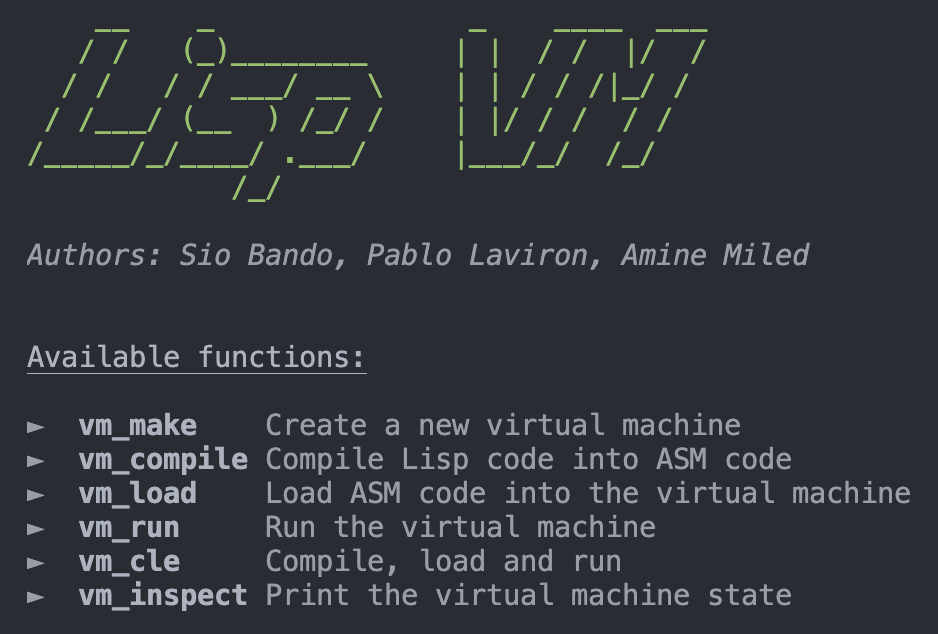 Lisp VM
Authors: Sio Bando, Pablo Laviron, Amine Miled
Available functions:
► vm_make Create a new virtual machine
► vm_compile Compile Lisp code into ASM code
► vm_load Load ASM code into the virtual machine
► vm_run Run the virtual machine
► vm_cle Compile, load and run
► vm_inspect Print the virtual machine state